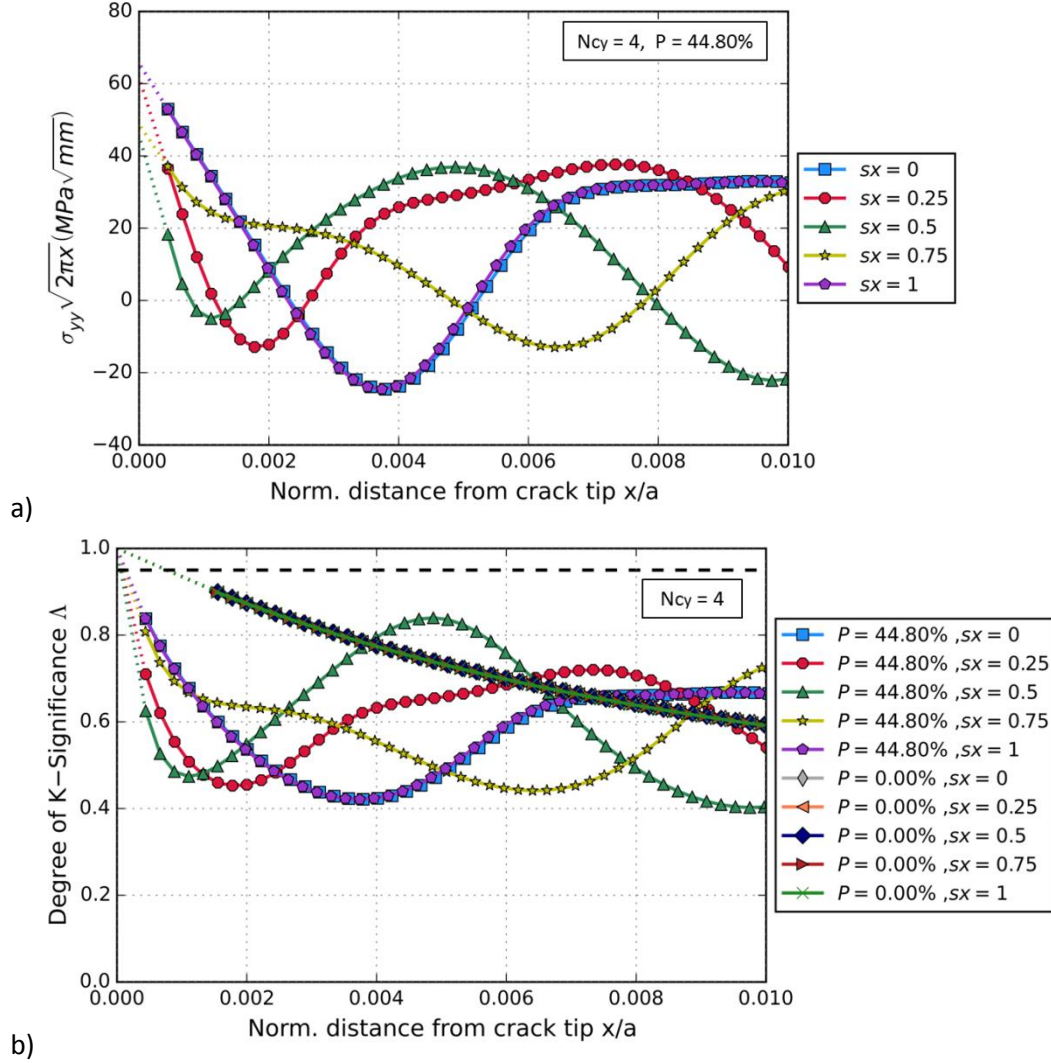 80
60
40
20
0
−20
−40
0.000 0.002 0.004 0.006 0.008 0.010
σyy√2πx (MPa√mm)
Norm. distance from crack tip x/a
Ncy = 4, P = 44.80%
sx = 0
sx = 0.25
sx = 0.5
sx = 0.75
sx = 1
a)
1.0
0.8
0.6
0.4
0.2
0.0
0.000 0.002 0.004 0.006 0.008 0.010
Degree of K−Significance Λ
Norm. distance from crack tip x/a
Ncy = 4
P = 44.80% ,sx = 0
P = 44.80% ,sx = 0.25
P = 44.80% ,sx = 0.5
P = 44.80% ,sx = 0.75
P = 44.80% ,sx = 1
P = 0.00% ,sx = 0
P = 0.00% ,sx = 0.25
P = 0.00% ,sx = 0.5
P = 0.00% ,sx = 0.75
P = 0.00% ,sx = 1
b)